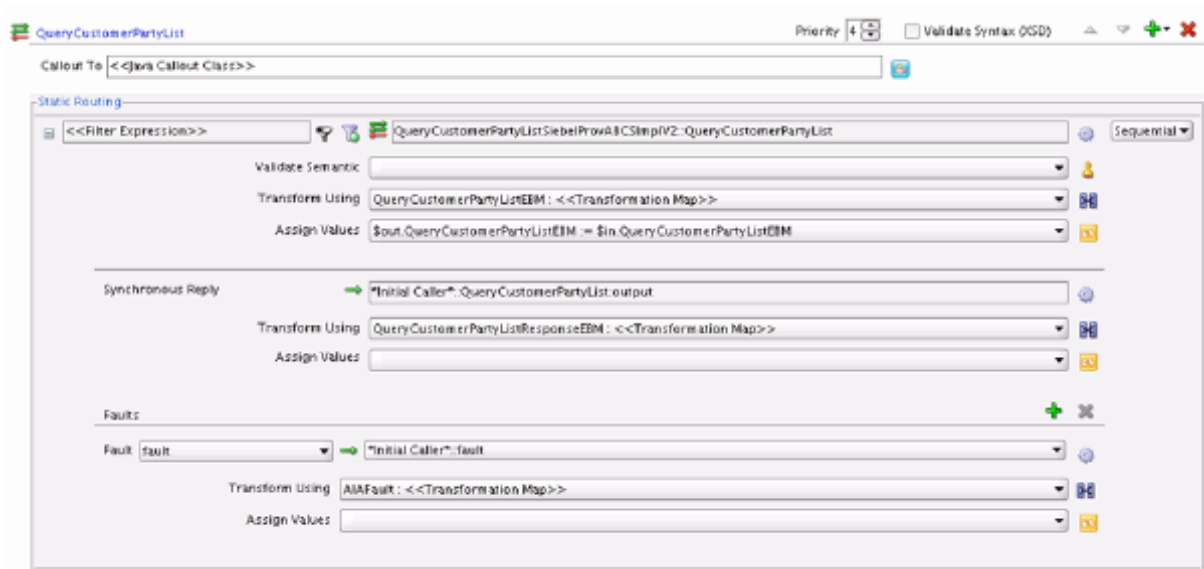 QueryCustomerPartyList Priority 4 Validate Syntax (XSD)
Callout To <<Java Callout Class>>
Static Routing
<<Filter Expression>> QueryCustomerPartyListSiebelProvABCSImplV2::QueryCustomerPartyList Sequential
Validate Semantic
Transform Using QueryCustomerPartyListEBM : <<Transformation Map>>
Assign Values $out.QueryCustomerPartyListEBM := $in.QueryCustomerPartyListEBM
Synchronous Reply *Initial Caller*::QueryCustomerPartyList:output
Transform Using QueryCustomerPartyListResponseEBM : <<Transformation Map>>
Assign Values
Faults
Fault fault *Initial Caller*::fault
Transform Using AIAFault : <<Transformation Map>>
Assign Values